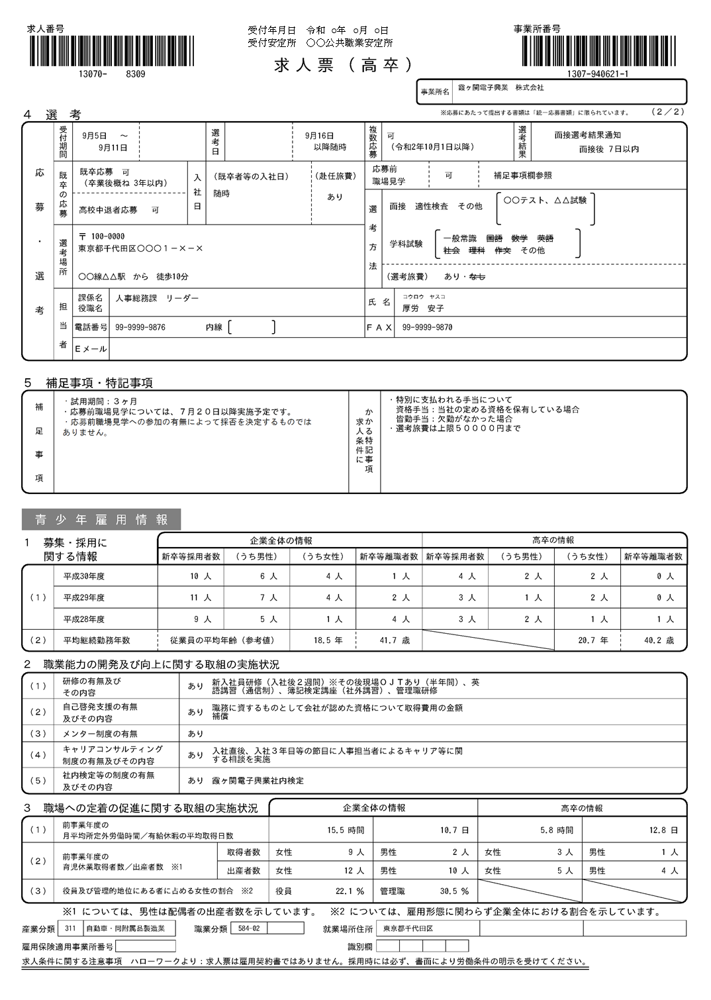 求人番号
13070-　8309
受付年月日　令和 ○年　○月　○日
受付安定所　○○公共職業安定所
求人票（高卒）
事業所番号
1307-940621-1
事業所名　霞ヶ関電子興業　株式会社
※応募にあたって提出する書類は「統一応募書類」に限られています。　（２／２）
４　選　考
応募・選考
受付期間　9月5日　～
9月11日
選考日　9月16日
以降随時
複数応募　可
（令和2年10月1日以降）
選考結果　面接選考結果通知
面接後 7日以内
既卒の応募　既卒応募　可
（卒業後概ね 3年以内）
高校中退者応募　可
入社日　（既卒者等の入社日）
随時
（赴任旅費）
あり
応募前
職場見学　可　補足事項欄参照
選考方法　面接　適性検査　その他　○○テスト、△△試験
学科試験　一般常識　国語　数学　英語
社会　理科　作文　その他
（選考旅費）　あり・なし
選考場所　〒 100-0000
東京都千代田区○○○１－×－×
○○線△△駅　から　徒歩10分
担当者　課係名
役職名　人事総務課　リーダー
氏　名　コウロウ　ヤスコ
厚労　安子
電話番号　99-9999-9876　内線
ＦＡＸ　99-9999-9870
Ｅメール
５　補足事項・特記事項
補足事項　・試用期間：３ヶ月
・応募前職場見学については、７月２０日以降実施予定です。
・応募前職場見学への参加の有無によって採否を決定するものでは
ありません。
求人条件にかかる特記事項　・特別に支払われる手当について
資格手当：当社の定める資格を保有している場合
皆勤手当：欠勤がなかった場合
・選考旅費は上限５００００円まで
青少年雇用情報
１　募集・採用に
関する情報
企業全体の情報　高卒の情報
新卒等採用者数　（うち男性）　（うち女性）　新卒等離職者数　新卒等採用者数　（うち男性）　（うち女性）　新卒等離職者数
（１）　平成30年度　10 人　6 人　4 人　1 人　4 人　2 人　2 人　0 人
平成29年度　11 人　7 人　4 人　2 人　3 人　1 人　2 人　0 人
平成28年度　9 人　5 人　1 人　4 人　3 人　2 人　1 人　1 人
（２）　平均継続勤務年数　従業員の平均年齢（参考値）　18.5 年　41.7 歳　20.7 年　40.2 歳
２　職業能力の開発及び向上に関する取組の実施状況
（１）　研修の有無及び
その内容　あり　新入社員研修（入社後２週間）※その後現場ＯＪＴあり（半年間）、英
語講習（通信制）、簿記検定講座（社外講習）、管理職研修
（２）　自己啓発支援の有無
及びその内容　あり　職務に資するものとして会社が認めた資格について取得費用の金額
補償
（３）　メンター制度の有無　あり
（４）　キャリアコンサルティング
制度の有無及びその内容　あり　入社直後、入社３年目等の節目に人事担当者によるキャリア等に関
する相談を実施
（５）　社内検定等の制度の有無
及びその内容　あり　霞ヶ関電子興業社内検定
３　職場への定着の促進に関する取組の実施状況　企業全体の情報　高卒の情報
（１）　前事業年度の
月平均所定外労働時間／有給休暇の平均取得日数　15.5 時間　10.7 日　5.8 時間　12.8 日
（２）　前事業年度の
育児休業取得者数／出産者数　※1
取得者数　女性　9 人　男性　2 人　女性　3 人　男性　1 人
出産者数　女性　12 人　男性　10 人　女性　5 人　男性　4 人
（３）　役員及び管理的地位にある者に占める女性の割合　※2　役員　22.1 %　管理職　30.5 %
※1 については、男性は配偶者の出産者数を示しています。　※2 については、雇用形態に関わらず企業全体における割合を示しています。
産業分類　311　自動車・同附属品製造業　職業分類　584-02　就業場所住所　東京都千代田区
雇用保険適用事業所番号　識別欄
求人条件に関する注意事項　ハローワークより：求人票は雇用契約書ではありません。採用時には必ず、書面により労働条件の明示を受けてください。